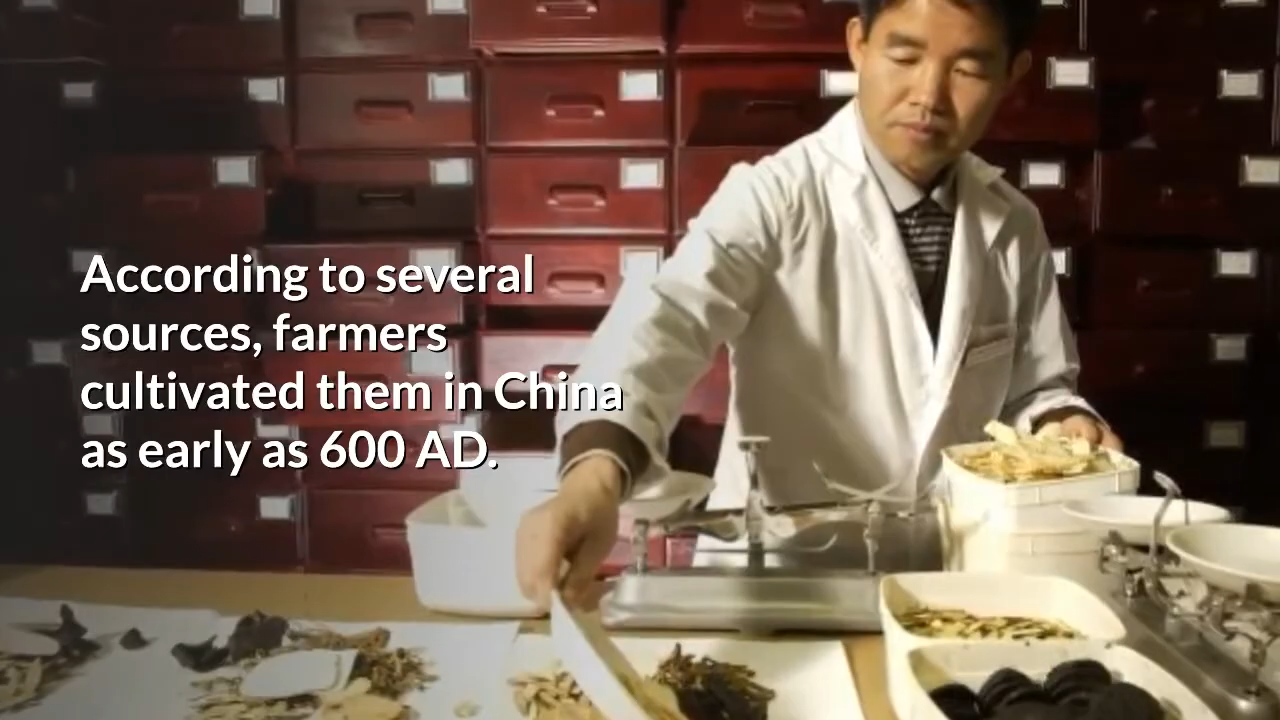 According to several
sources, farmers
cultivated them in China
as early as 600 AD.